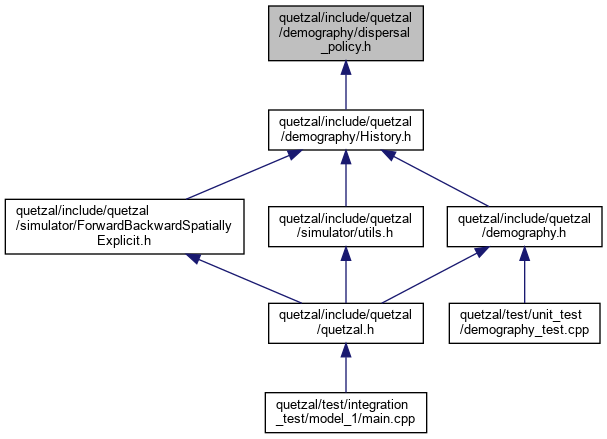 quetzal/include/quetzal
/demography/dispersal
_policy.h
quetzal/include/quetzal
/demography/History.h
quetzal/include/quetzal
/simulator/ForwardBackwardSpatially
Explicit.h
quetzal/include/quetzal
/simulator/utils.h
quetzal/include/quetzal
/demography.h
quetzal/include/quetzal
/quetzal.h
quetzal/test/unit_test
/demography_test.cpp
quetzal/test/integration
_test/model_1/main.cpp